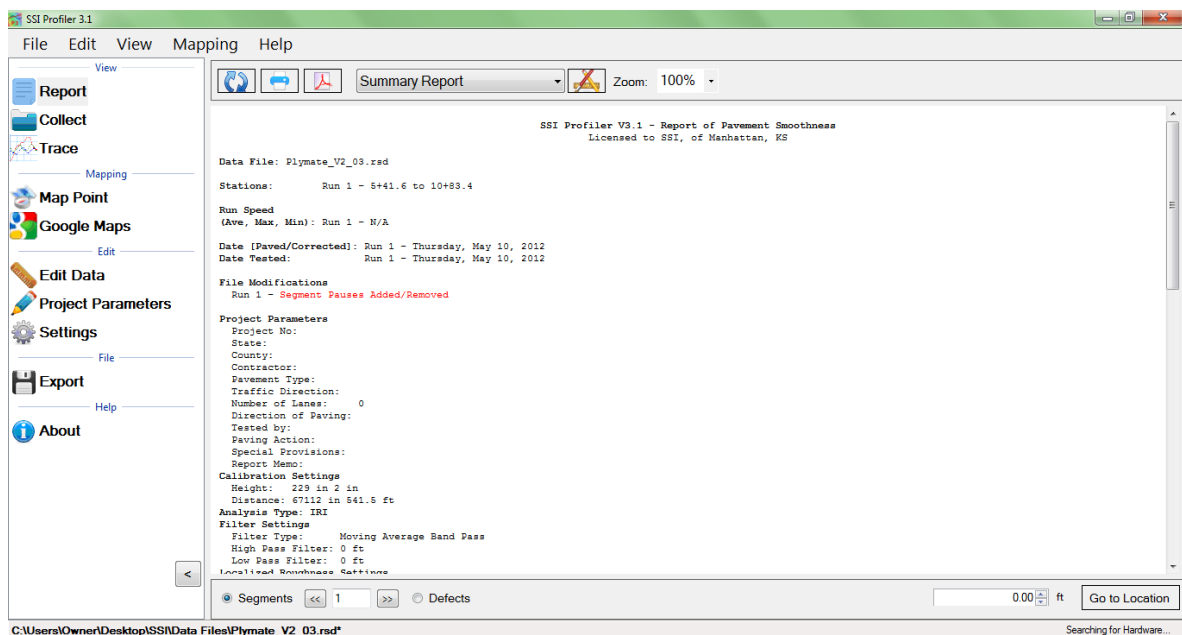 SSI Profiler 3.1
File Edit View Mapping Help
View
Report
Collect
Trace
Mapping
Map Point
Google Maps
Edit
Edit Data
Project Parameters
Settings
File
Export
Help
About
<
Summary Report Zoom: 100%
SSI Profiler V3.1 - Report of Pavement Smoothness
Licensed to SSI, of Manhattan, KS
Data File: Plymate_V2_03.rsd
Stations: Run 1 - 5+41.6 to 10+83.4
Run Speed
(Ave, Max, Min): Run 1 - N/A
Date [Paved/Corrected]: Run 1 - Thursday, May 10, 2012
Date Tested: Run 1 - Thursday, May 10, 2012
File Modifications
Run 1 - Segment Pauses Added/Removed
Project Parameters
Project No:
State:
County:
Contractor:
Pavement Type:
Traffic Direction:
Number of Lanes: 0
Direction of Paving:
Tested by:
Paving Action:
Special Provisions:
Report Memo:
Calibration Settings
Height: 229 in 2 in
Distance: 67112 in 541.5 ft
Analysis Type: IRI
Filter Settings
Filter Type: Moving Average Band Pass
High Pass Filter: 0 ft
Low Pass Filter: 0 ft
Localized Roughness Settings
Segments << 1 >> Defects 0.00 ft Go to Location
C:\Users\Owner\Desktop\SSI\Data Files\Plymate_V2_03.rsd* Searching for Hardware...